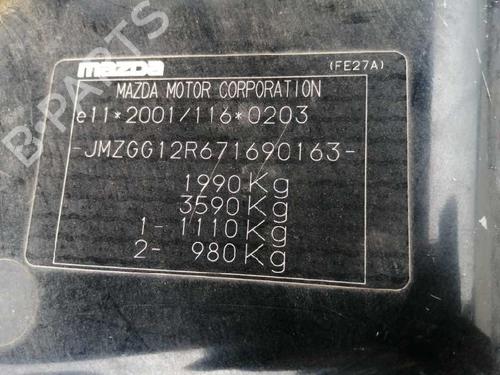 mazda (FE27A)
MAZDA MOTOR CORPORATION
e11*2001/116*0203
-JMZGG12R671690163-
1990Kg
3590Kg
1- 1110Kg
2- 980Kg
B-PARTS